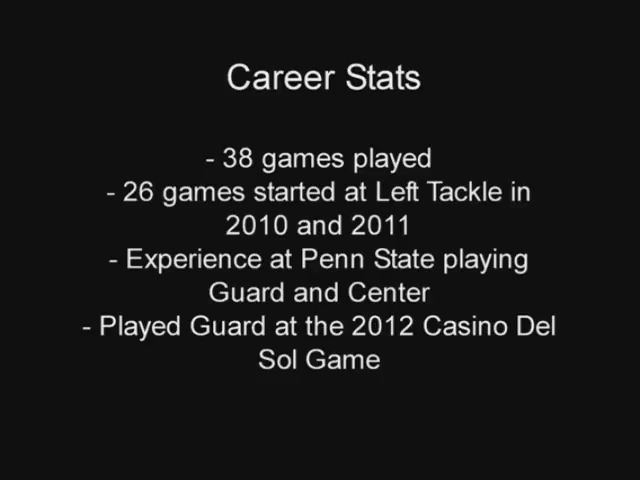 Career Stats
- 38 games played
- 26 games started at Left Tackle in
2010 and 2011
- Experience at Penn State playing
Guard and Center
- Played Guard at the 2012 Casino Del
Sol Game